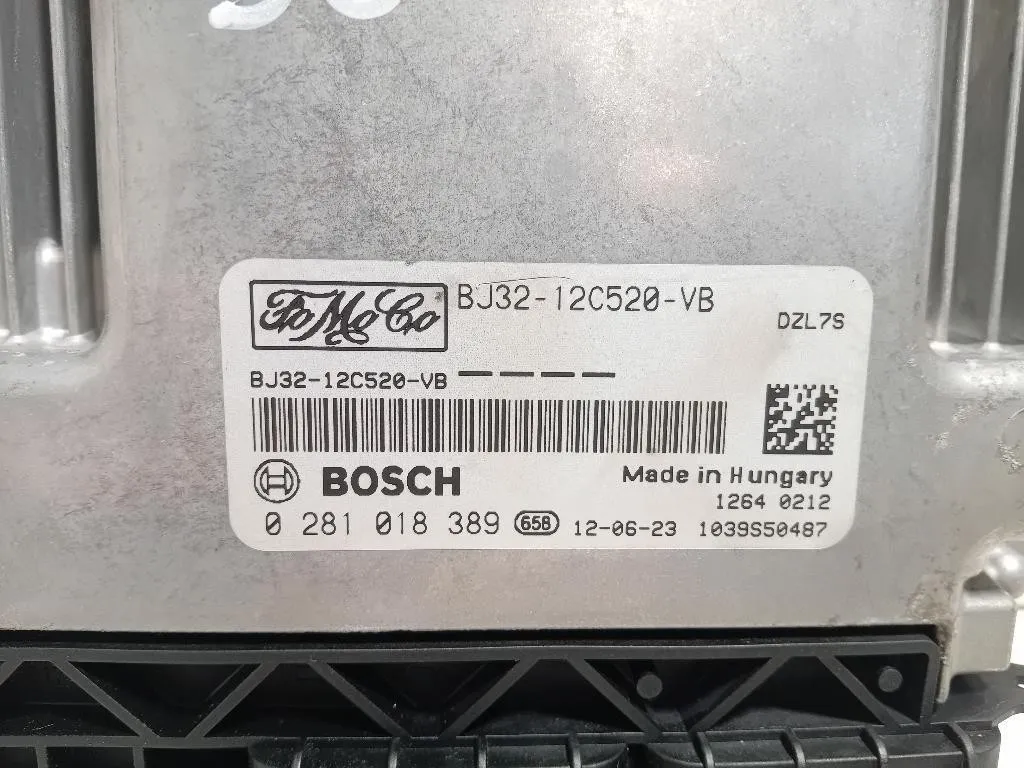 FoMoCo BJ32-12C520-VB
DZL7S
BJ32-12C520-VB
BOSCH
Made in Hungary
1264 0212
0 281 018 389 658 12-06-23 1039S50487